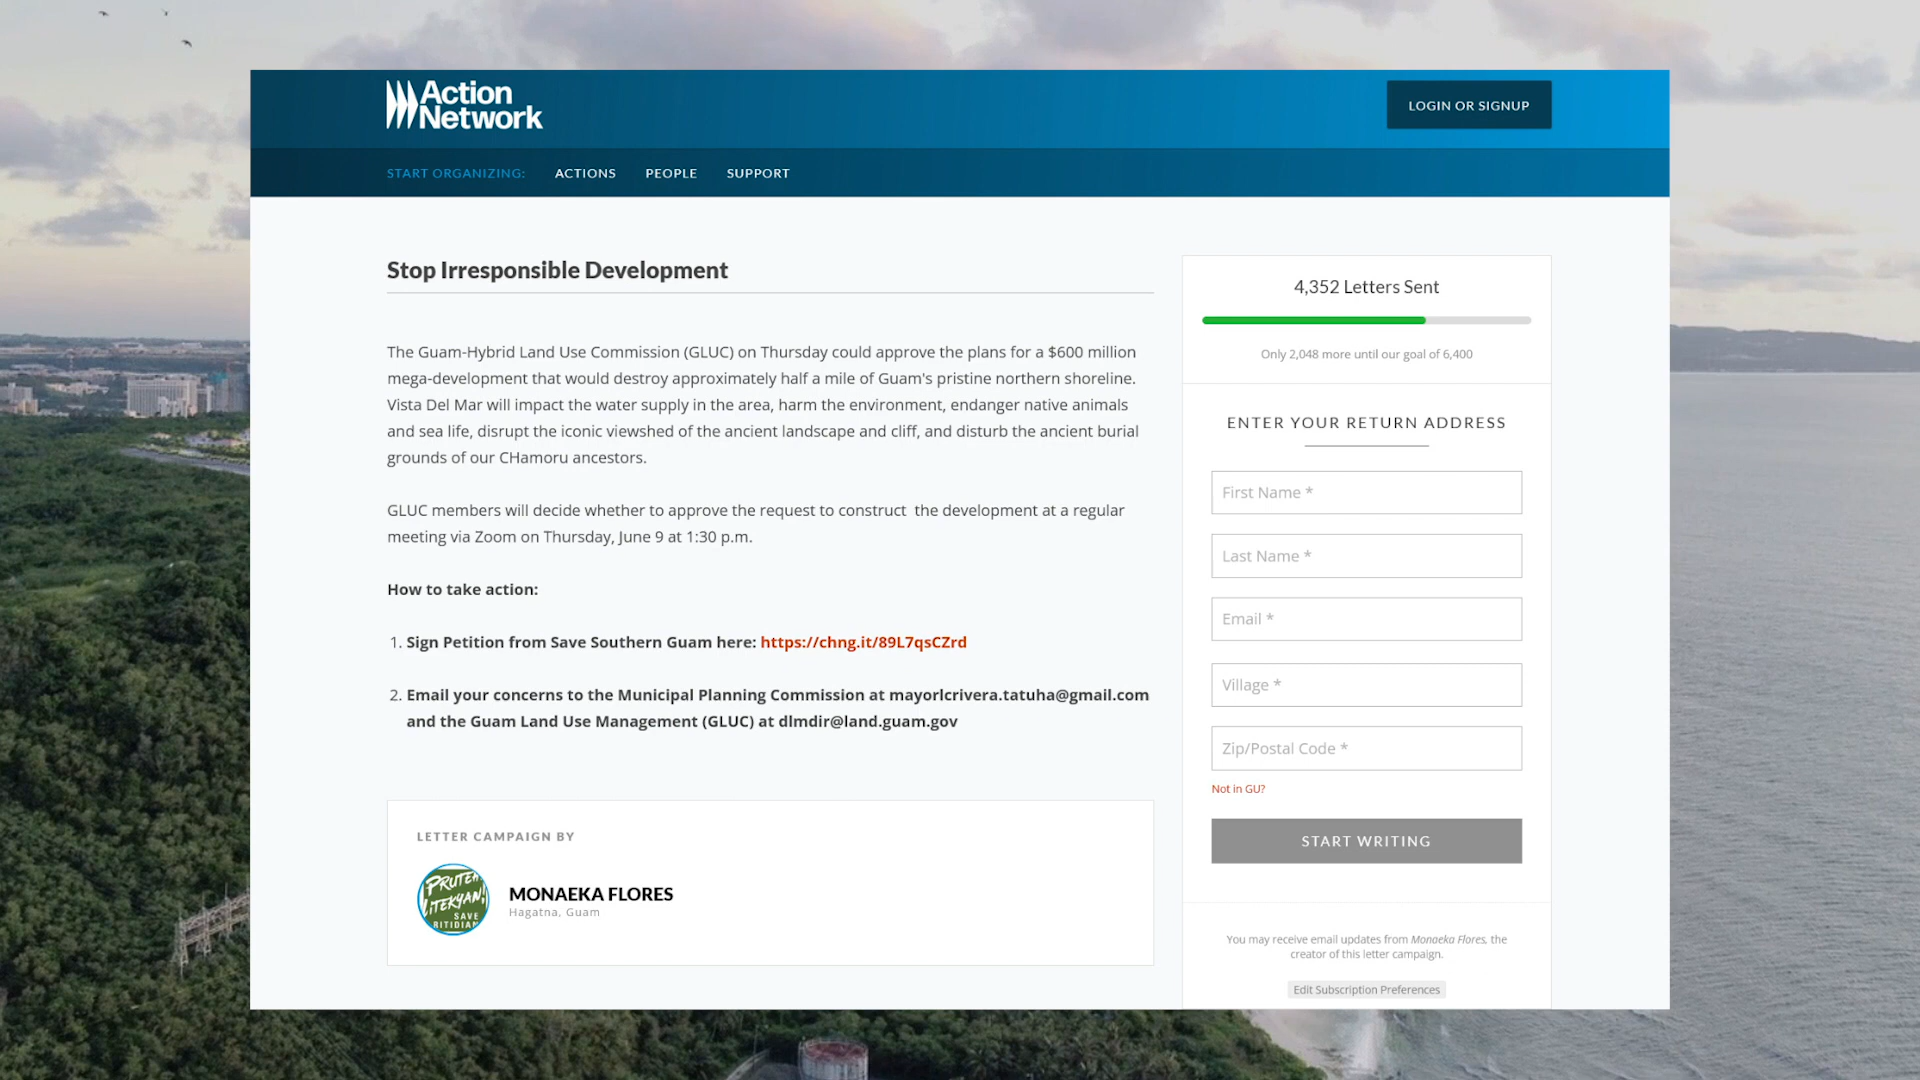 Action
Network
LOGIN OR SIGNUP
START ORGANIZING:
ACTIONS
PEOPLE
SUPPORT
Stop Irresponsible Development
The Guam-Hybrid Land Use Commission (GLUC) on Thursday could approve the plans for a $600 million
mega-development that would destroy approximately half a mile of Guam's pristine northern shoreline.
Vista Del Mar will impact the water supply in the area, harm the environment, endanger native animals
and sea life, disrupt the iconic viewshed of the ancient landscape and cliff, and disturb the ancient burial
grounds of our CHamoru ancestors.
GLUC members will decide whether to approve the request to construct  the development at a regular
meeting via Zoom on Thursday, June 9 at 1:30 p.m.
How to take action:
1. Sign Petition from Save Southern Guam here: https://chng.it/89L7qsCZrd
2. Email your concerns to the Municipal Planning Commission at mayorlcrivera.tatuha@gmail.com
and the Guam Land Use Management (GLUC) at dlmdir@land.guam.gov
LETTER CAMPAIGN BY
PRUTEHI
LITEKYAN!
SAVE
RITIDIAN
MONAEKA FLORES
Hagatna, Guam
4,352 Letters Sent
Only 2,048 more until our goal of 6,400
ENTER YOUR RETURN ADDRESS
First Name *
Last Name *
Email *
Village *
Zip/Postal Code *
Not in GU?
START WRITING
You may receive email updates from Monaeka Flores, the
creator of this letter campaign.
Edit Subscription Preferences